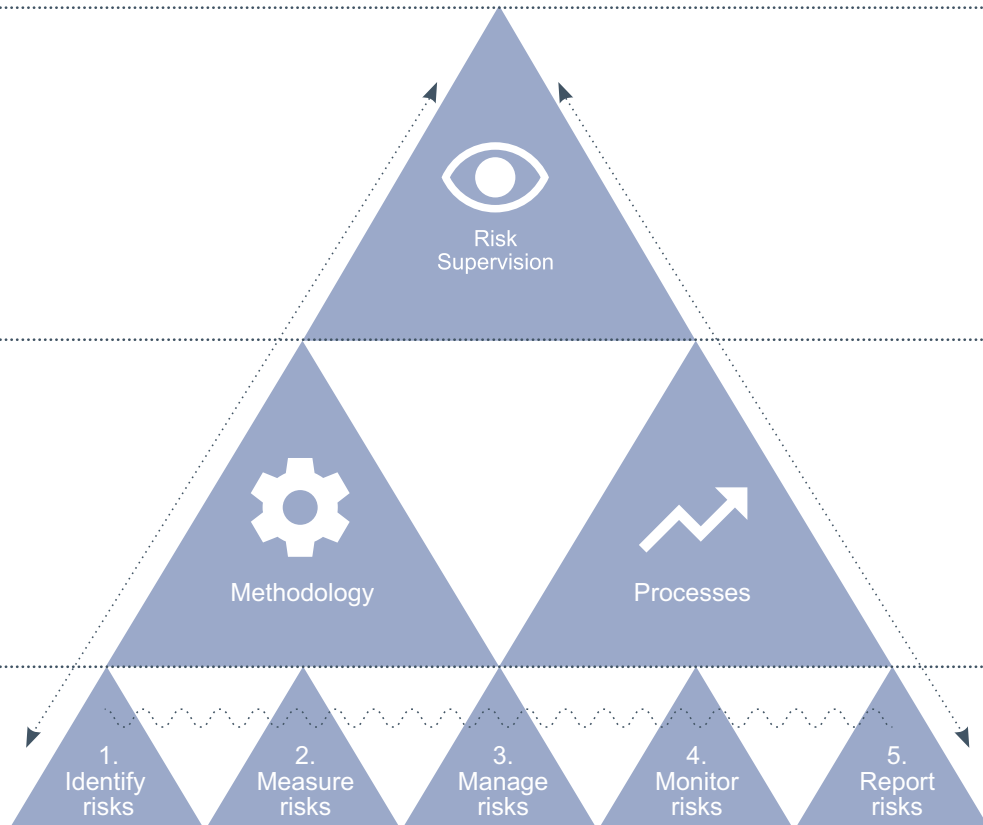 Risk
Supervision
Methodology
Processes
1.
Identify
risks
2.
Measure
risks
3.
Manage
risks
4.
Monitor
risks
5.
Report
risks